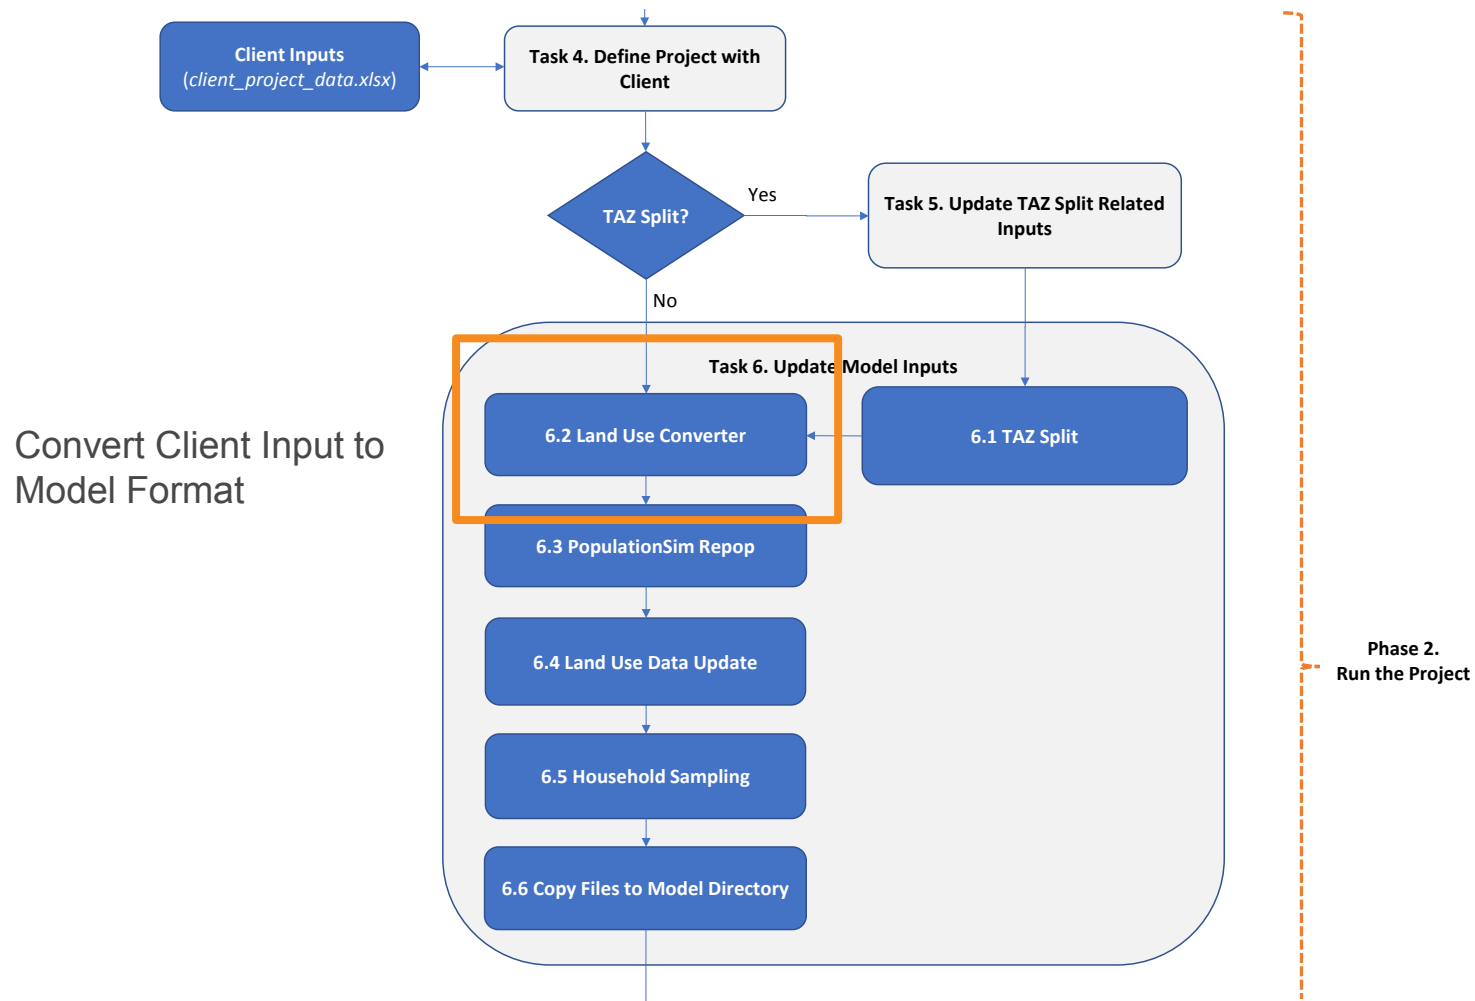 Client Inputs
(client_project_data.xlsx)
Task 4. Define Project with
Client
TAZ Split?
Yes
Task 5. Update TAZ Split Related
Inputs
No
Task 6. Update Model Inputs
6.2 Land Use Converter
6.1 TAZ Split
Convert Client Input to
Model Format
6.3 PopulationSim Repop
6.4 Land Use Data Update
Phase 2.
Run the Project
6.5 Household Sampling
6.6 Copy Files to Model Directory